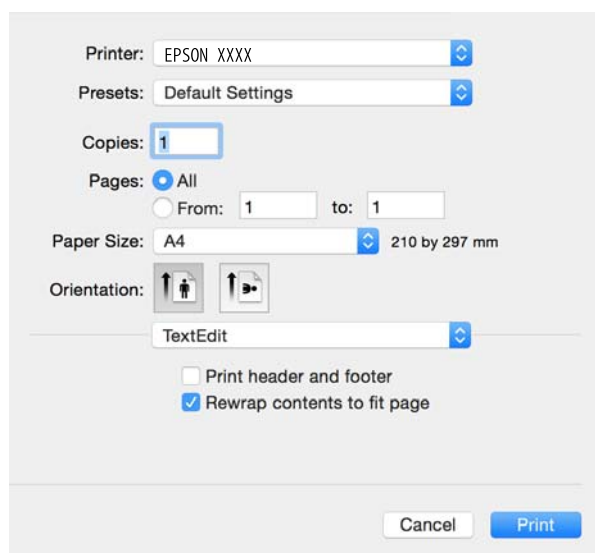 Printer: EPSON XXXX
Presets: Default Settings
Copies: 1
Pages: All
From: 1 to: 1
Paper Size: A4 210 by 297 mm
Orientation:
TextEdit
Print header and footer
Rewrap contents to fit page
Cancel Print